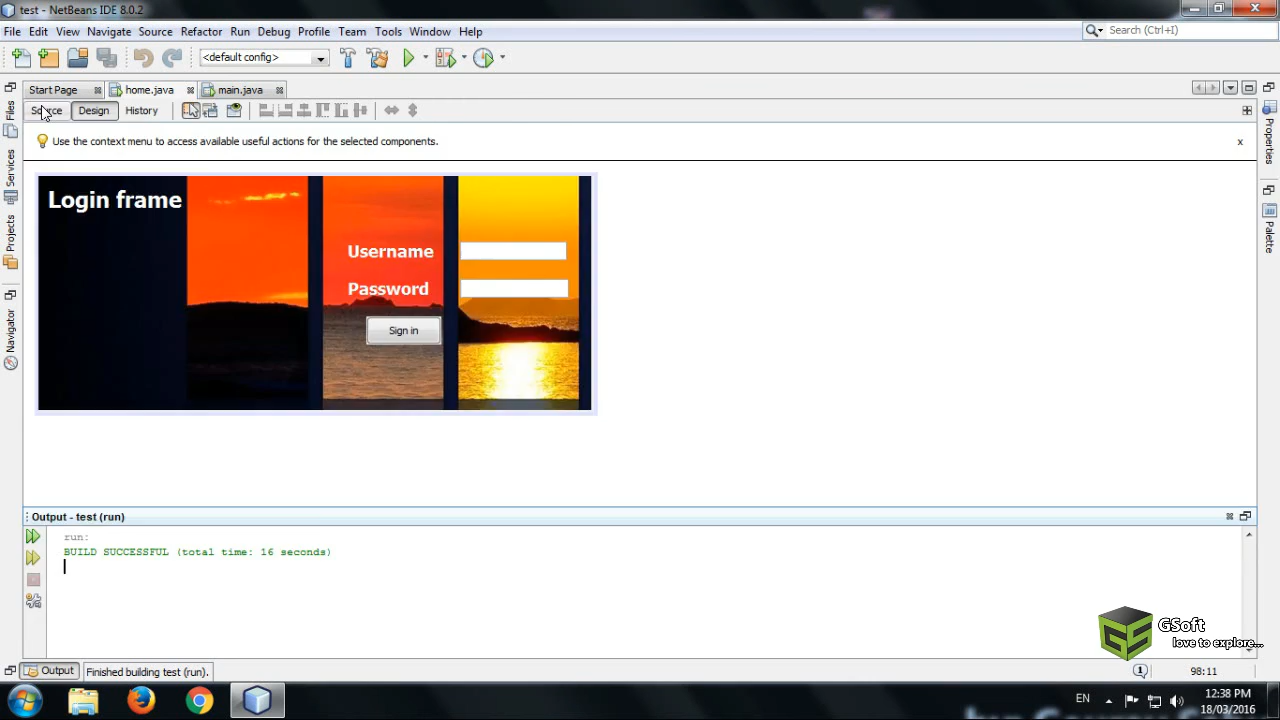 test - NetBeans IDE 8.0.2
File Edit View Navigate Source Refactor Run Debug Profile Team Tools Window Help
Search (Ctrl+I)
<default config>
Start Page home.java main.java
Source Design History
Use the context menu to access available useful actions for the selected components. x
Files
Services
Projects
Navigator
Properties
Palette
Login frame
Username
Password
Sign in
Output - test (run)
run:
BUILD SUCCESSFUL (total time: 16 seconds)
GSoft
love to explore...
Output Finished building test (run). 1 98:11
EN 12:38 PM
18/03/2016